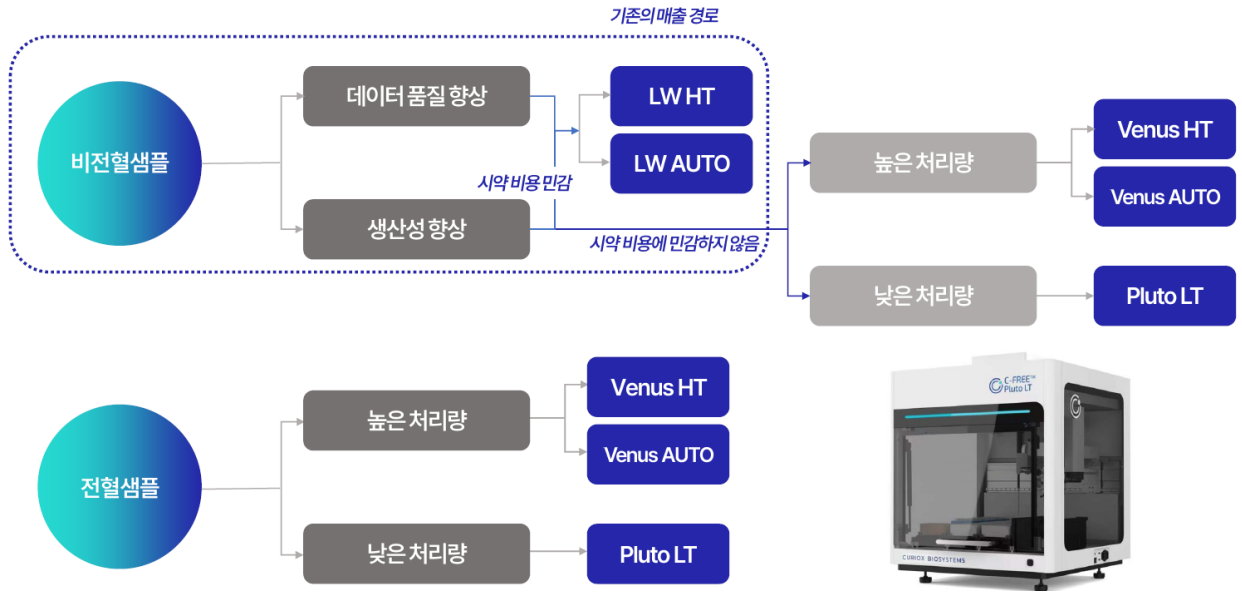 기존의 매출 경로
비전혈샘플
데이터 품질 향상
생산성 향상
시약 비용 민감
시약 비용에 민감하지 않음
LW HT
LW AUTO
높은 처리량
낮은 처리량
Venus HT
Venus AUTO
Pluto LT
전혈샘플
높은 처리량
낮은 처리량
Venus HT
Venus AUTO
Pluto LT
C-FREE™
Pluto LT
CURIOX BIOSYSTEMS